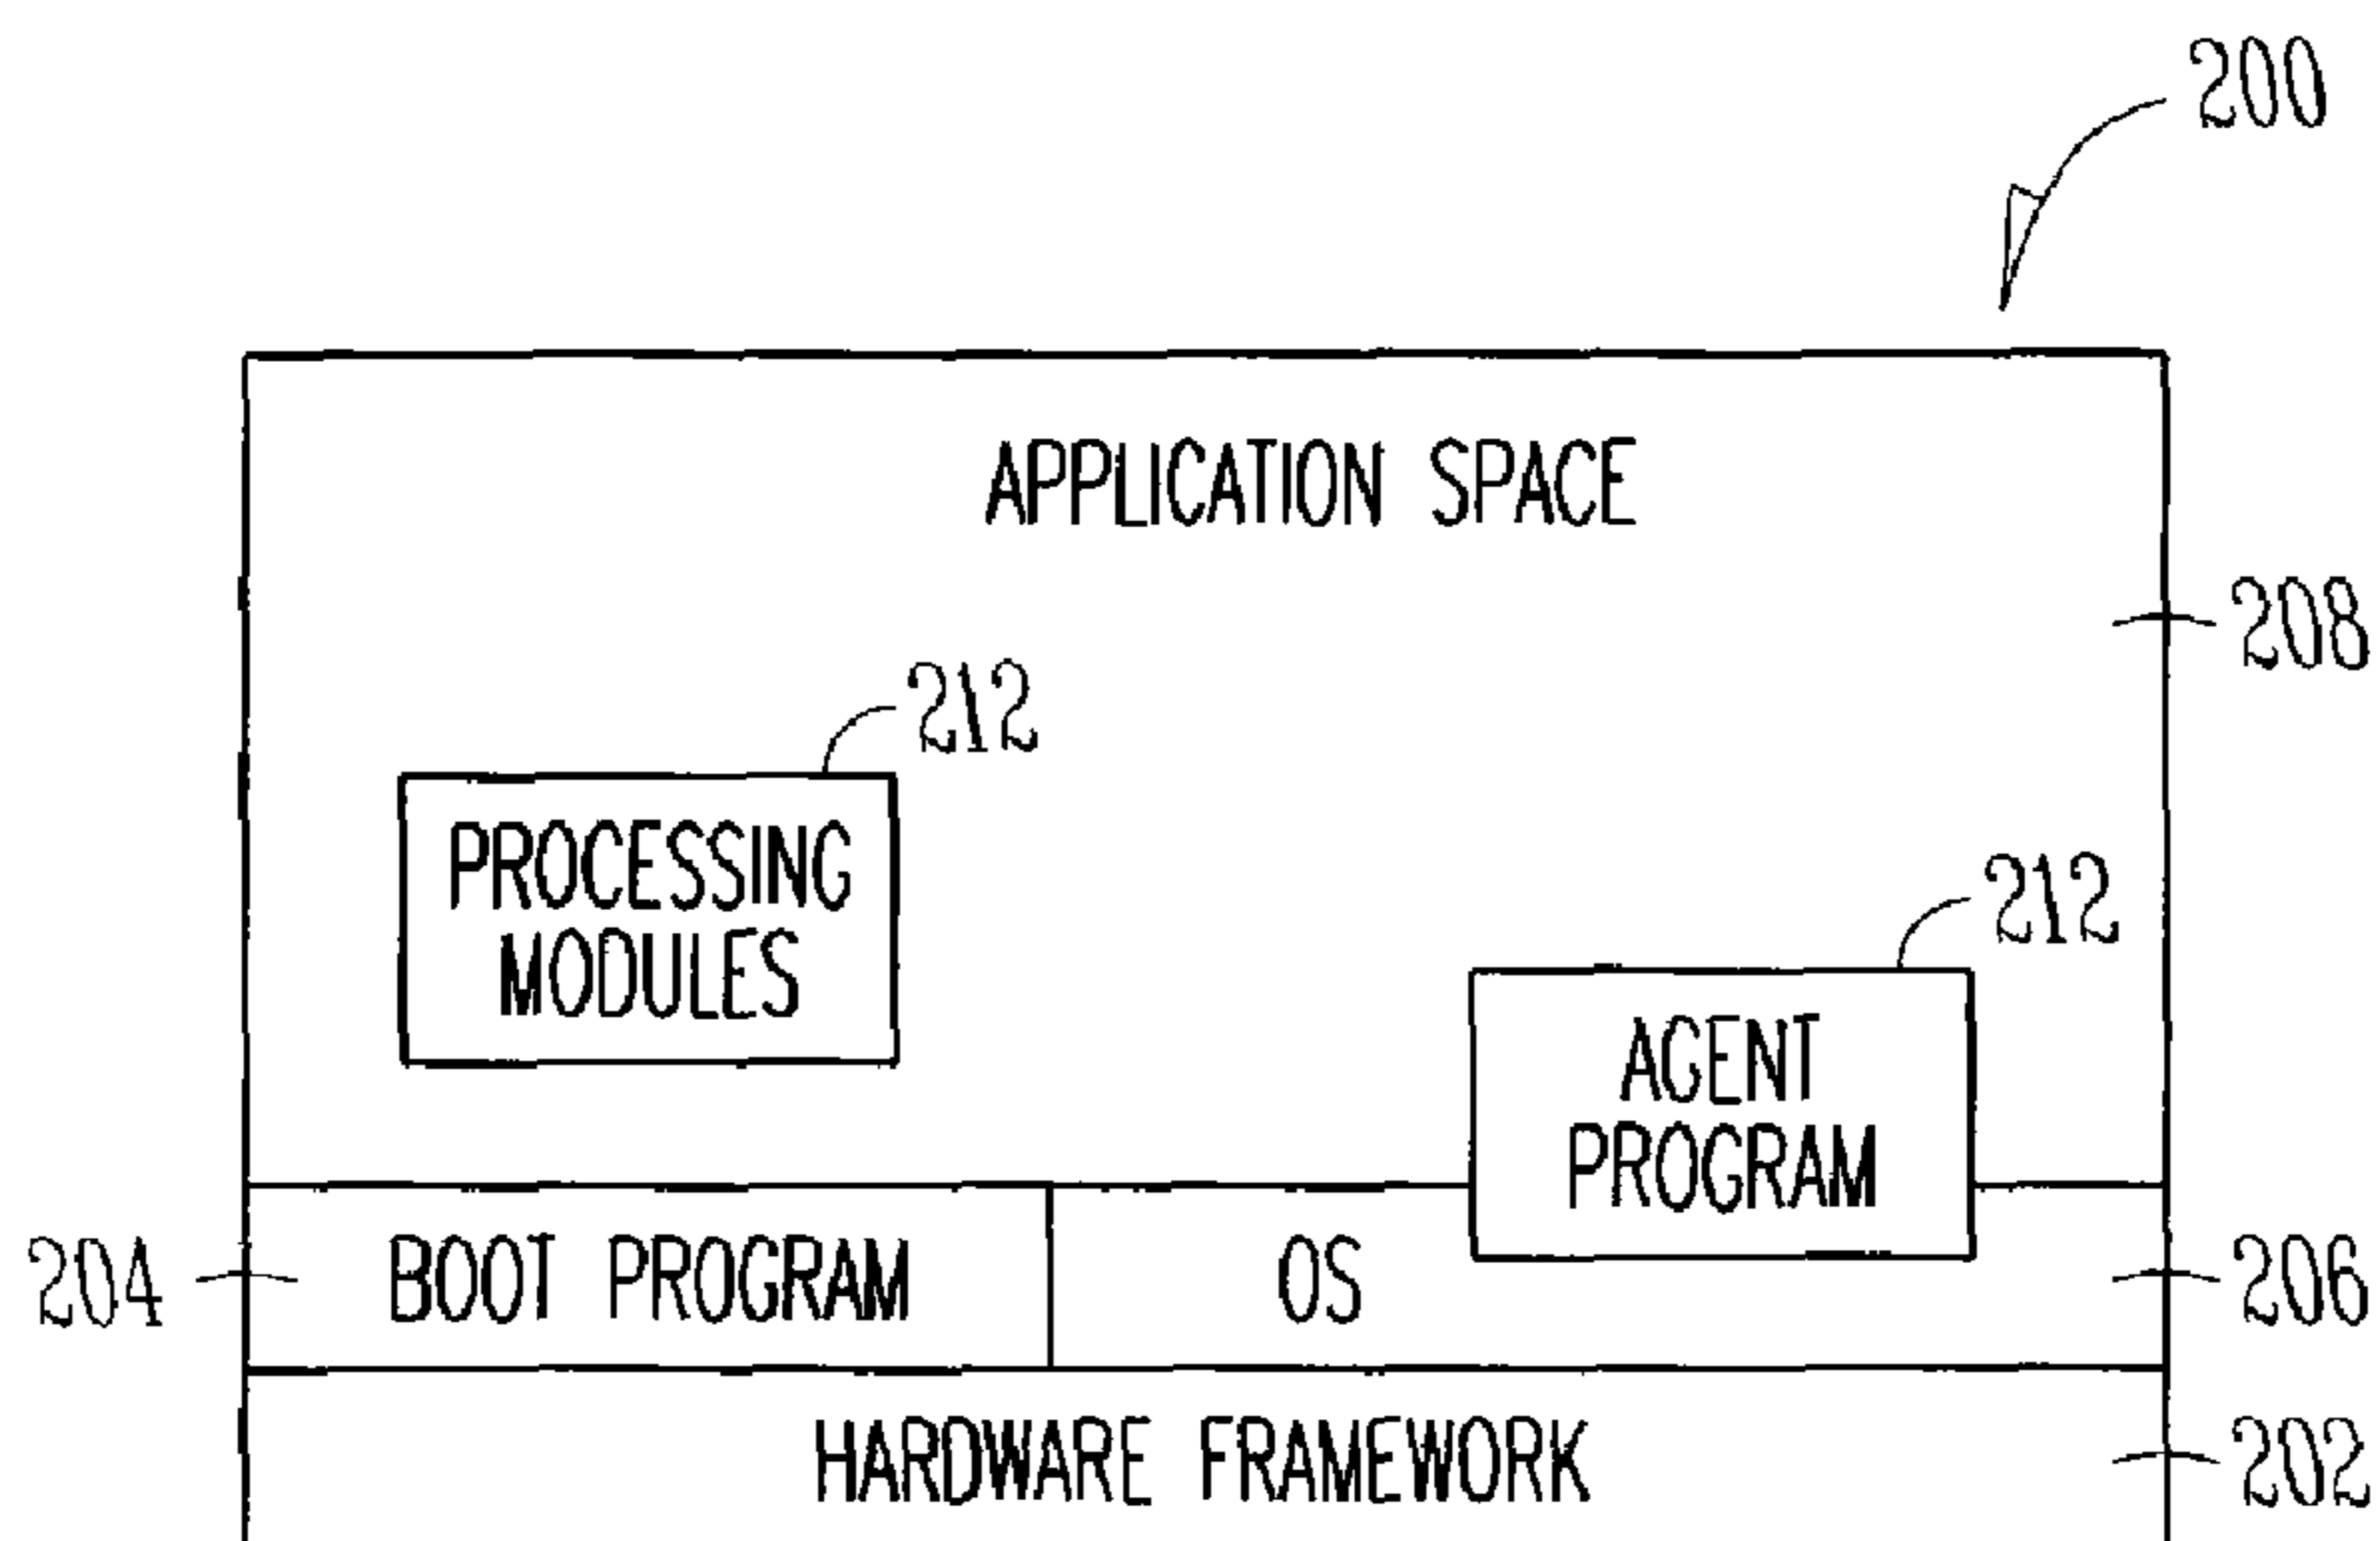 200
APPLICATION SPACE
208
212
PROCESSING
MODULES
212
AGENT
PROGRAM
204
BOOT PROGRAM
OS
206
HARDWARE FRAMEWORK
202